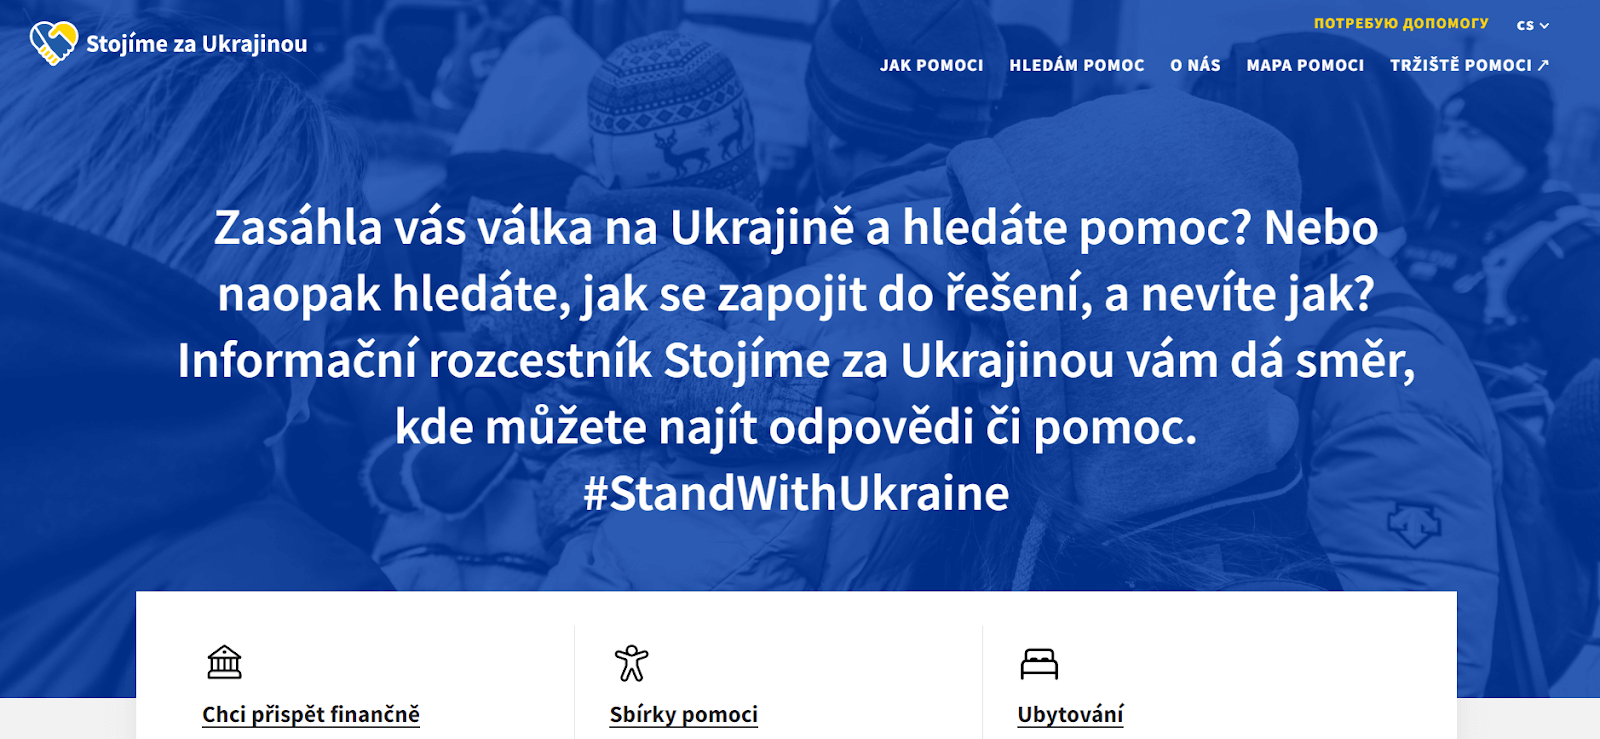 Stojíme za Ukrajinou
ПОТРЕБУЮ ДОПОМОГУ
CS
JAK POMOCI
HLEDÁM POMOC
O NÁS
MAPA POMOCI
TRŽIŠTĚ POMOCI ↗
Zasáhla vás válka na Ukrajině a hledáte pomoc? Nebo
naopak hledáte, jak se zapojit do řešení, a nevíte jak?
Informační rozcestník Stojíme za Ukrajinou vám dá směr,
kde můžete najít odpovědi či pomoc.
#StandWithUkraine
Chci přispět finančně
Sbírky pomoci
Ubytování